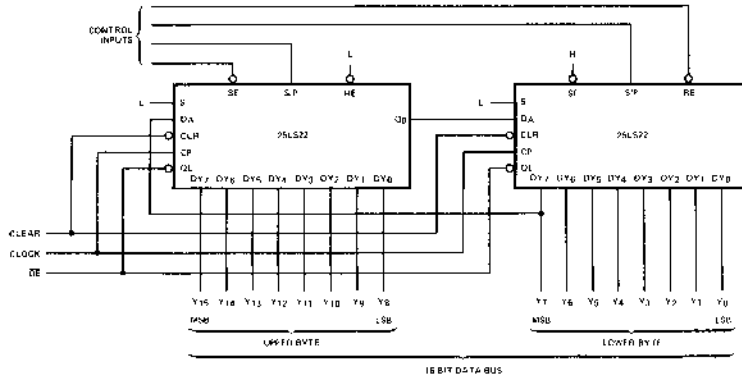 CONTROL
INPUTS
L
H
SE S/P RE
SE S/P RE
L S
DA
CLR
CP
OE
25LS22
Q0
DY7 DY6 DY5 DY4 DY3 DY2 DY1 DY0
L S
DA
CLR
CP
OE
25LS22
DY7 DY6 DY5 DY4 DY3 DY2 DY1 DY0
CLEAR
CLOCK
OE
Y15 Y14 Y13 Y12 Y11 Y10 Y9 Y8
Y7 Y6 Y5 Y4 Y3 Y2 Y1 Y0
MSB LSB
MSB LSB
UPPER BYTE
LOWER BYTE
16 BIT DATA BUS